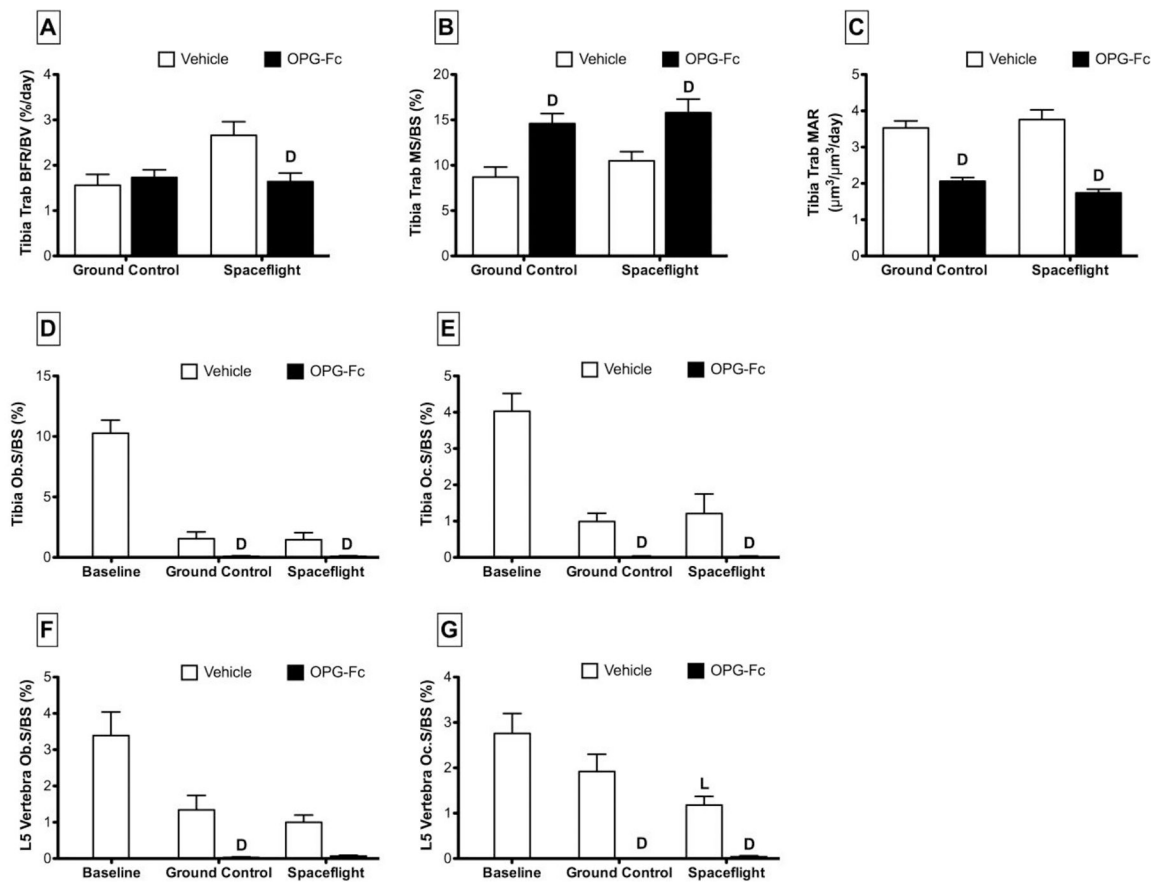 A
Vehicle OPG-Fc
Tibia Trab BFR/BV (%/day)
4
3
2
1
0
D
Ground Control Spaceflight
B
Vehicle OPG-Fc
Tibia Trab MS/BS (%)
20
15
10
5
0
D D
Ground Control Spaceflight
C
Vehicle OPG-Fc
Tibia Trab MAR
(μm³/μm³/day)
5
4
3
2
1
0
D D
Ground Control Spaceflight
D
Vehicle OPG-Fc
Tibia Ob.S/BS (%)
15
10
5
0
D D
Baseline Ground Control Spaceflight
E
Vehicle OPG-Fc
Tibia Oc.S/BS (%)
5
4
3
2
1
0
D D
Baseline Ground Control Spaceflight
F
Vehicle OPG-Fc
L5 Vertebra Ob.S/BS (%)
5
4
3
2
1
0
D
Baseline Ground Control Spaceflight
G
Vehicle OPG-Fc
L5 Vertebra Oc.S/BS (%)
4
3
2
1
0
L
D D
Baseline Ground Control Spaceflight